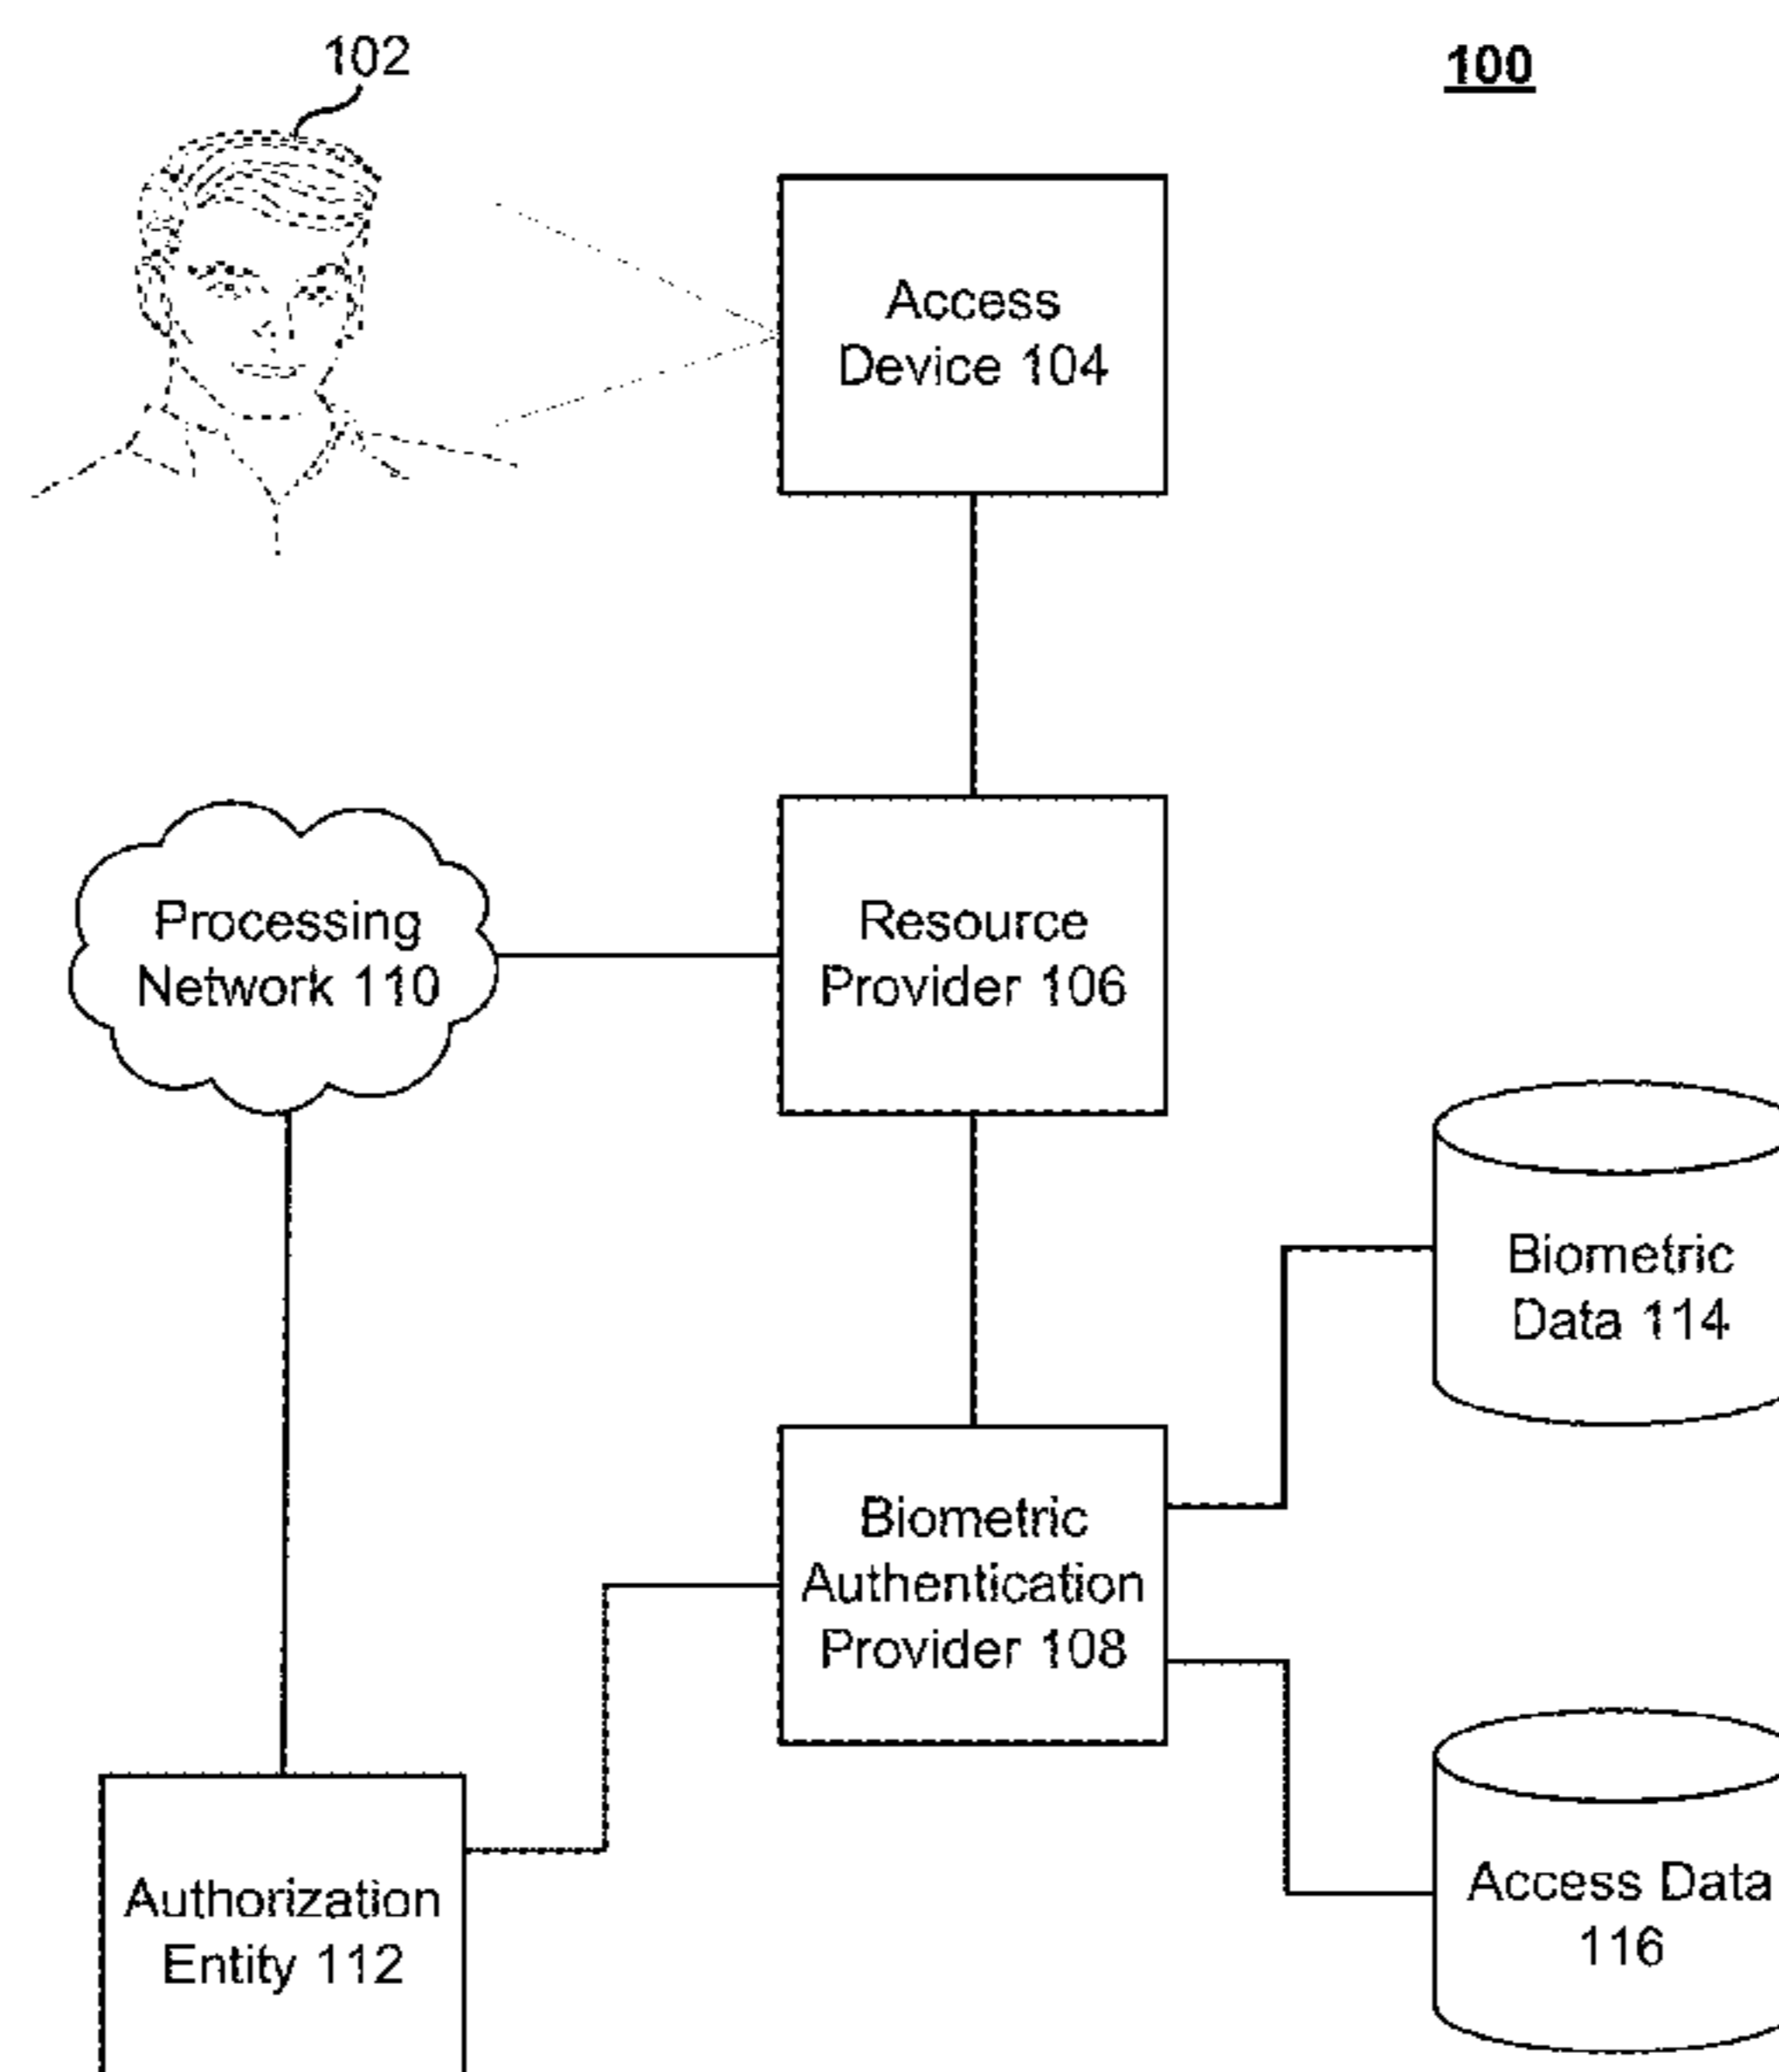 102
100
Access
Device 104
Processing
Network 110
Resource
Provider 106
Biometric
Data 114
Biometric
Authentication
Provider 108
Authorization
Entity 112
Access Data
116